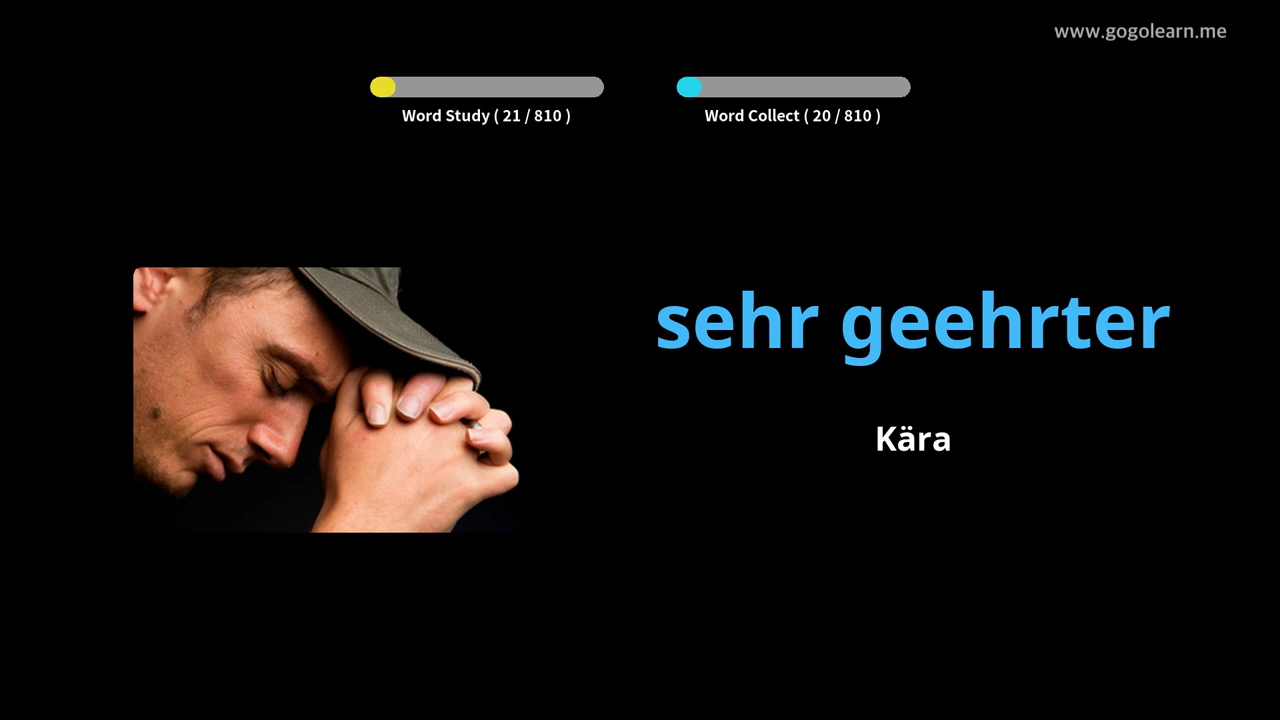 www.gogolearn.me
Word Study ( 21 / 810 )
Word Collect ( 20 / 810 )
sehr geehrter
Kära